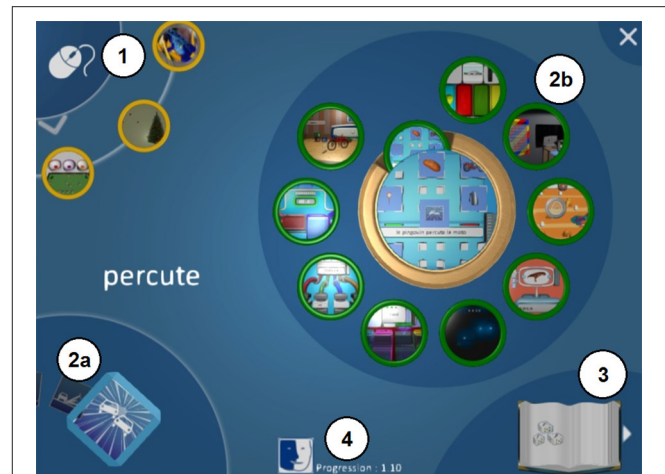 1
2b
le pingouin percute la moto
percute
2a
3
4
Progression : 1.10